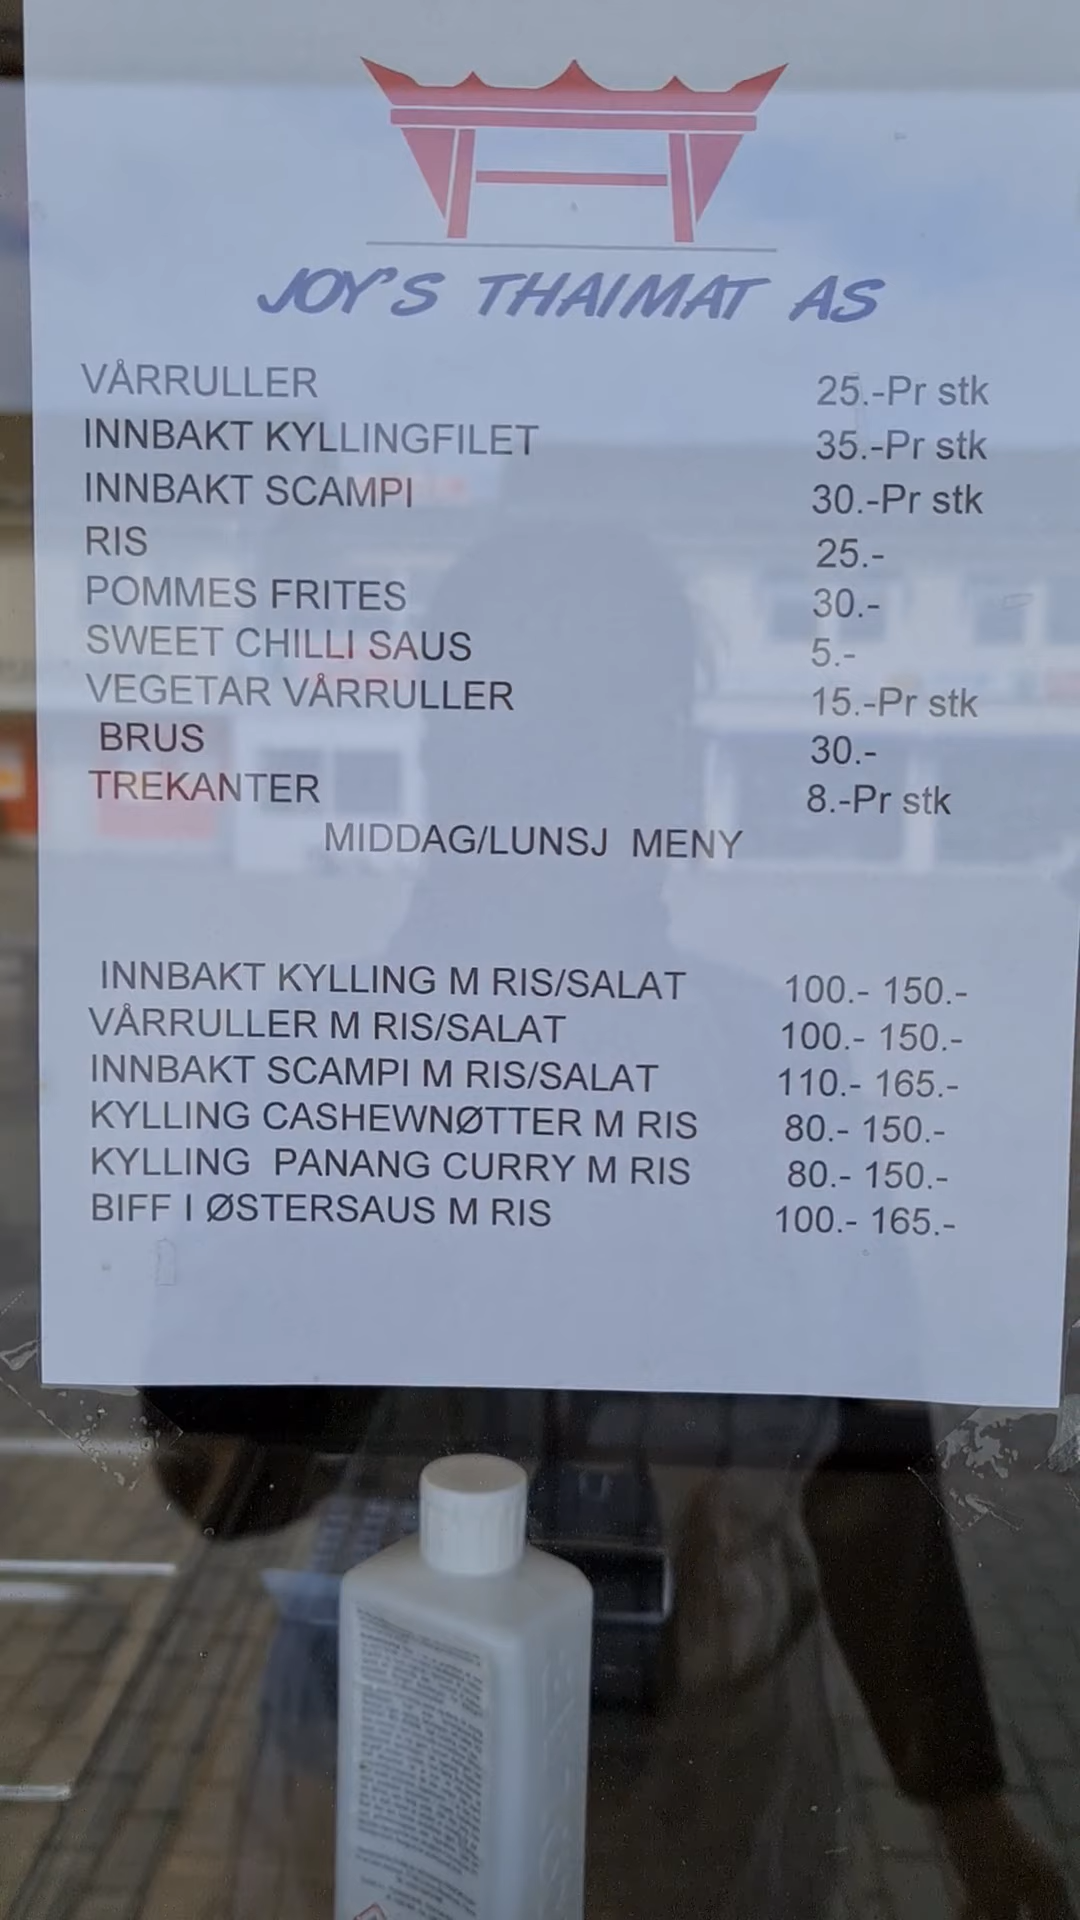 JOY'S THAIMAT AS
VÅRRULLER 25.-Pr stk
INNBAKT KYLLINGFILET 35.-Pr stk
INNBAKT SCAMPI 30.-Pr stk
RIS 25.-
POMMES FRITES 30.-
SWEET CHILLI SAUS 5.-
VEGETAR VÅRRULLER 15.-Pr stk
BRUS 30.-
TREKANTER 8.-Pr stk
MIDDAG/LUNSJ MENY
INNBAKT KYLLING M RIS/SALAT 100.- 150.-
VÅRRULLER M RIS/SALAT 100.- 150.-
INNBAKT SCAMPI M RIS/SALAT 110.- 165.-
KYLLING CASHEWNØTTER M RIS 80.- 150.-
KYLLING PANANG CURRY M RIS 80.- 150.-
BIFF I ØSTERSAUS M RIS 100.- 165.-